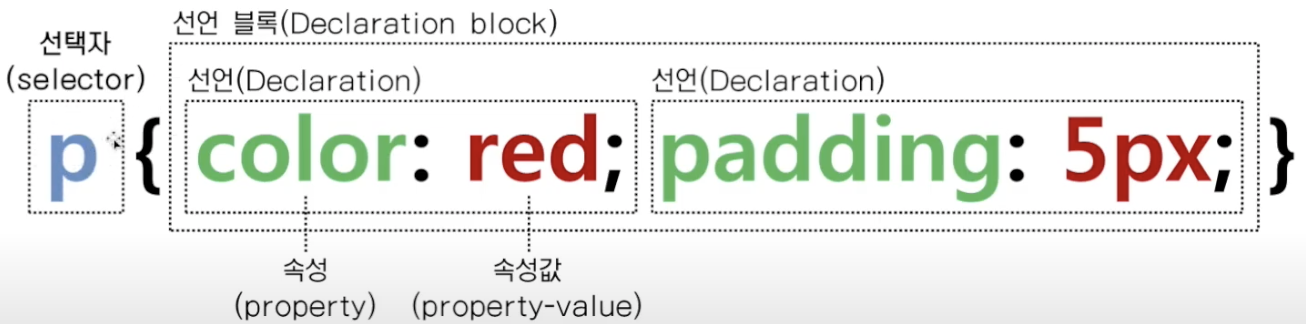 선언 블록(Declaration block)
선택자
(selector)
선언(Declaration) 선언(Declaration)
p { color: red; padding: 5px; }
속성 속성값
(property) (property-value)